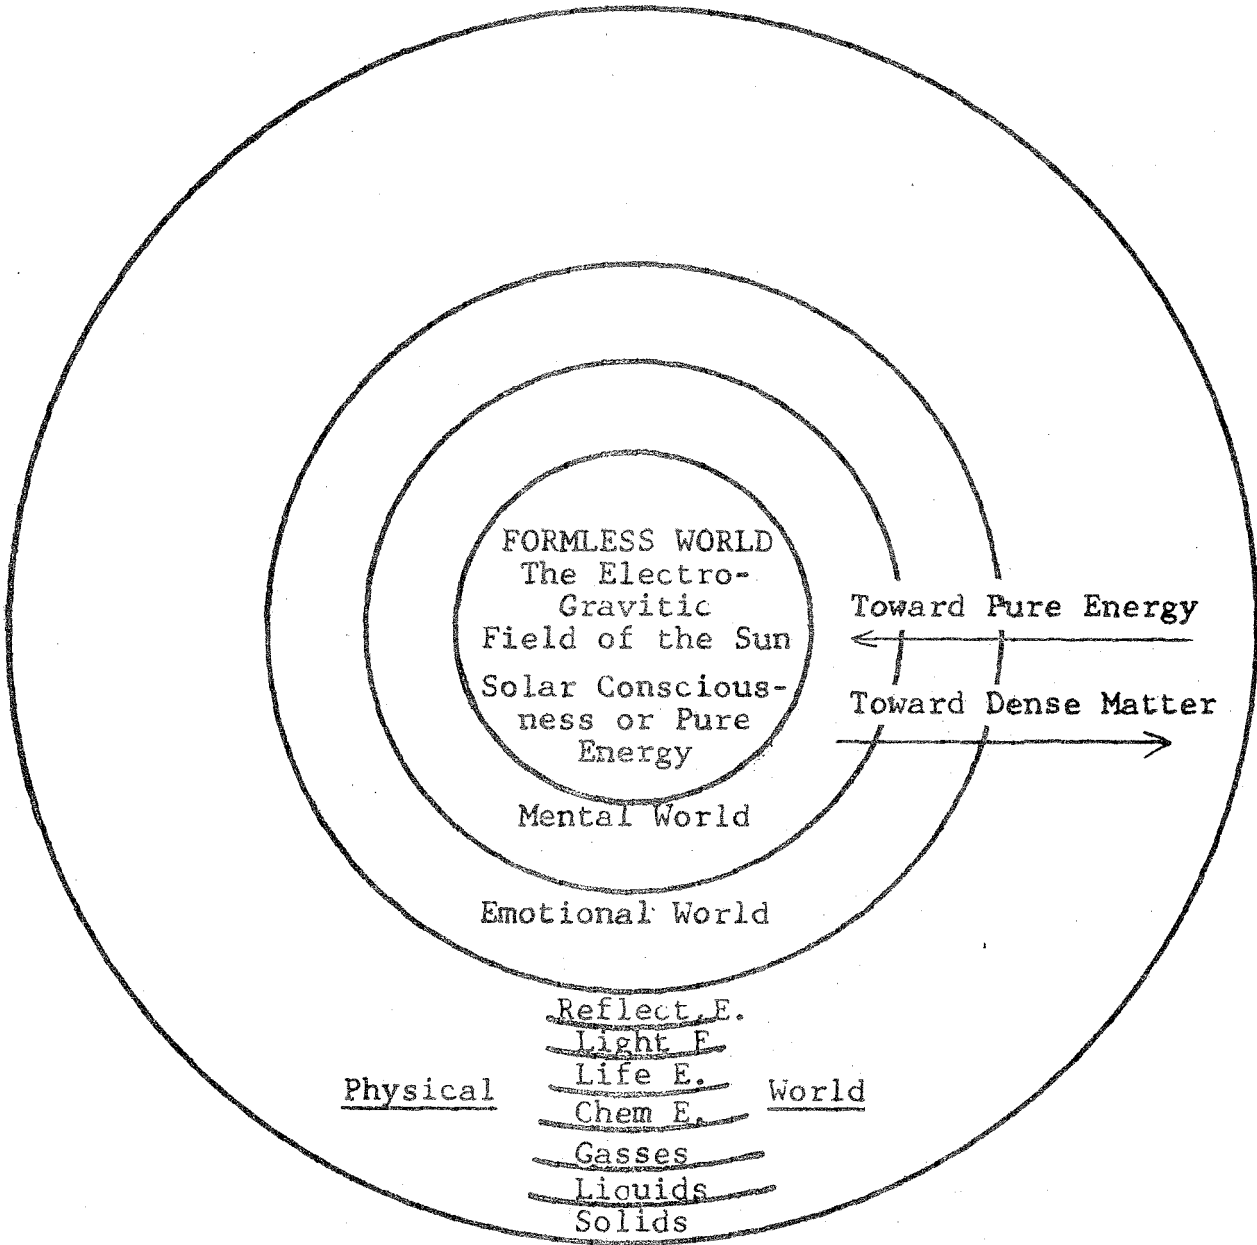 FORMLESS WORLD
The Electro-
Gravitic
Field of the Sun
Solar Conscious-
ness or Pure
Energy
Toward Pure Energy
Toward Dense Matter
Mental World
Emotional World
Reflect.E.
Light E.
Life E.
Physical World
Chem E.
Gasses
Liquids
Solids